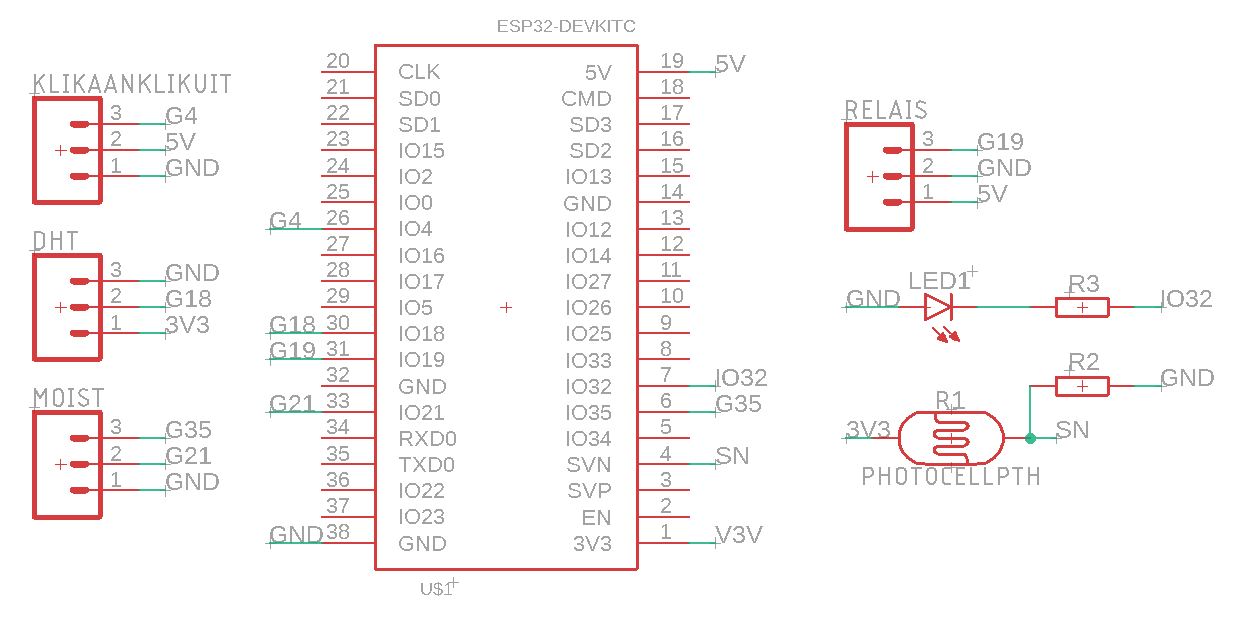 ESP32-DEVKITC
KLIKAANKLIKUIT
3 G4
2 5V
1 GND
DHT
3 GND
2 G18
1 3V3
MOIST
3 G35
2 G21
1 GND
20 CLK
21 SD0
22 SD1
23 IO15
24 IO2
25 IO0
G4 26 IO4
27 IO16
28 IO17
29 IO5
G18 30 IO18
G19 31 IO19
32 GND
G21 33 IO21
34 RXD0
35 TXD0
36 IO22
37 IO23
GND 38 GND
5V 19 5V
CMD 18
SD3 17
SD2 16
IO13 15
GND 14
IO12 13
IO14 12
IO27 11
IO26 10
IO25 9
IO33 8
IO32 7 IO32
IO35 6 G35
IO34 5
SVN 4 SN
SVP 3
EN 2
3V3 1 V3V
U$1
RELAIS
3 G19
2 GND
1 5V
LED1 R3
GND IO32
R2
GND
R1
3V3 SN
PHOTOCELLPTH